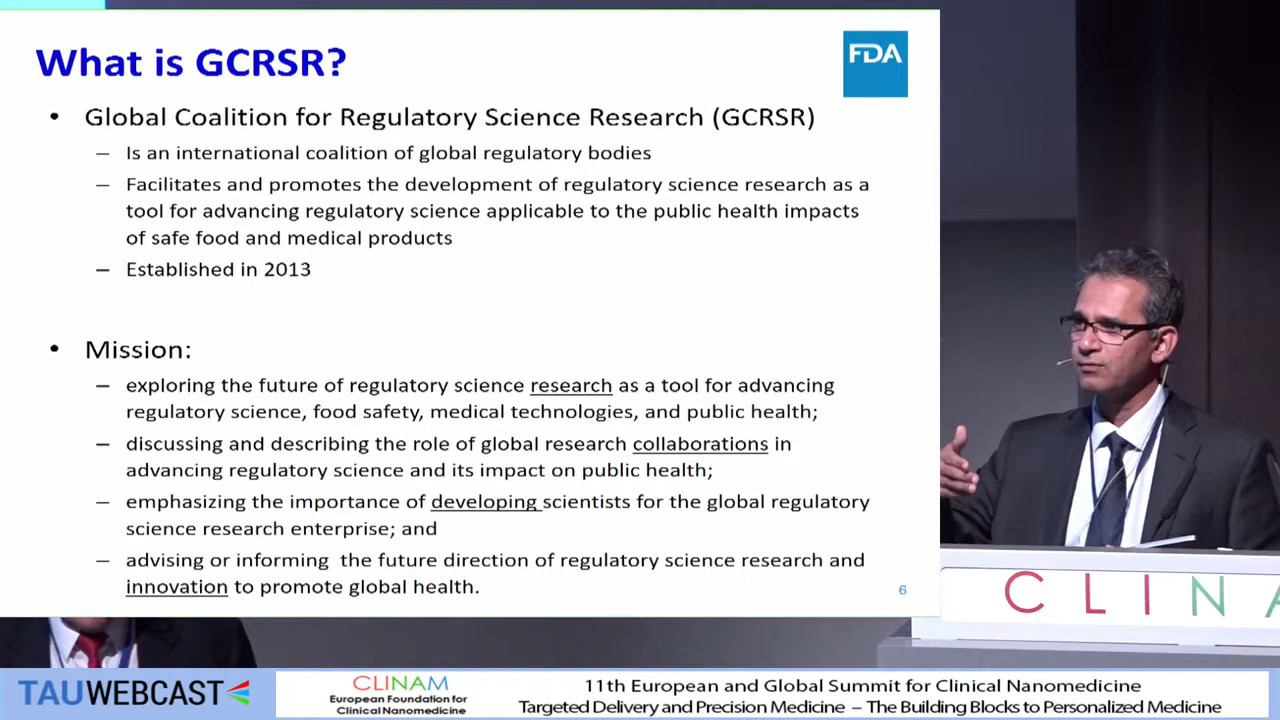 What is GCRSR?
FDA
• Global Coalition for Regulatory Science Research (GCRSR)
– Is an international coalition of global regulatory bodies
– Facilitates and promotes the development of regulatory science research as a
tool for advancing regulatory science applicable to the public health impacts
of safe food and medical products
– Established in 2013
• Mission:
– exploring the future of regulatory science research as a tool for advancing
regulatory science, food safety, medical technologies, and public health;
– discussing and describing the role of global research collaborations in
advancing regulatory science and its impact on public health;
– emphasizing the importance of developing scientists for the global regulatory
science research enterprise; and
– advising or informing the future direction of regulatory science research and
innovation to promote global health.
6
CLINA
TAUWEBCAST
CLINAM
European Foundation for
Clinical Nanomedicine
11th European and Global Summit for Clinical Nanomedicine
Targeted Delivery and Precision Medicine – The Building Blocks to Personalized Medicine